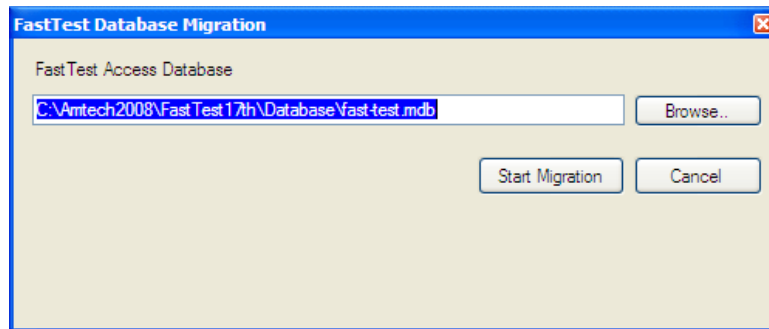 FastTest Database Migration
FastTest Access Database
C:\Amtech2008\FastTest17th\Database\fast-test.mdb
Browse..
Start Migration
Cancel